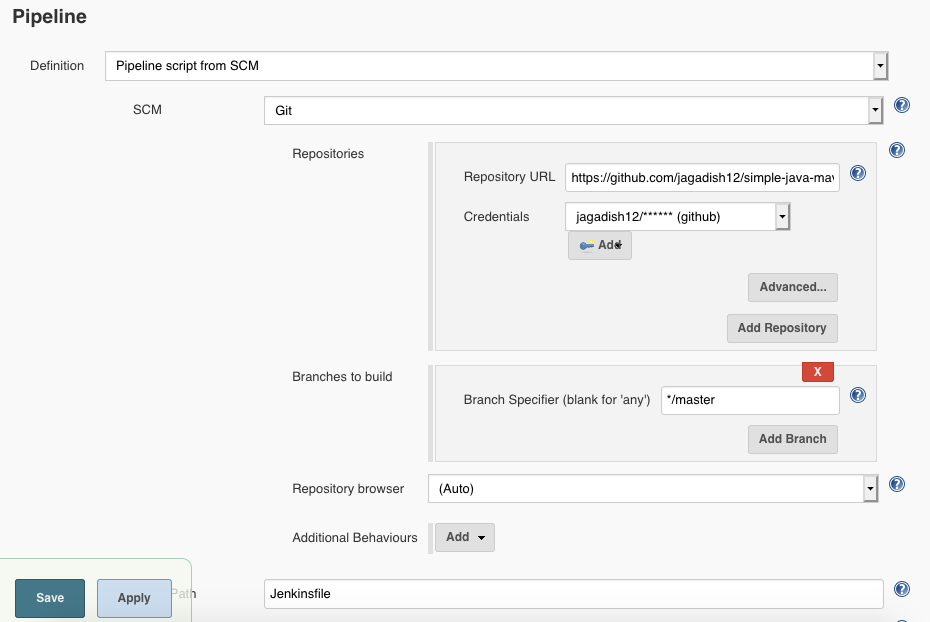 Pipeline
Definition Pipeline script from SCM
SCM Git
Repositories
Repository URL https://github.com/jagadish12/simple-java-mav
Credentials jagadish12/****** (github)
Add
Advanced...
Add Repository
X
Branches to build
Branch Specifier (blank for 'any') */master
Add Branch
Repository browser (Auto)
Additional Behaviours Add
Path Jenkinsfile
Save Apply